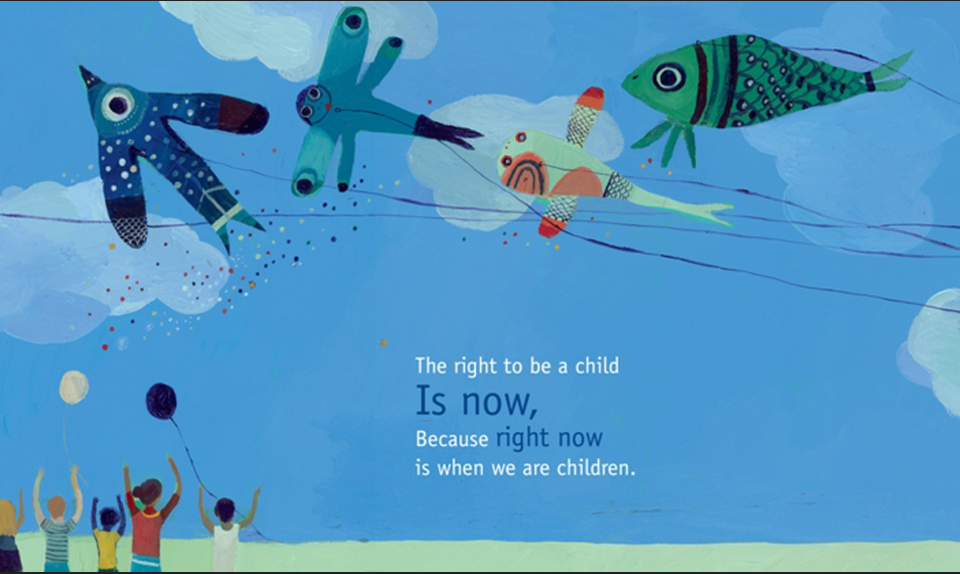 The right to be a child
Is now,
Because right now
is when we are children.